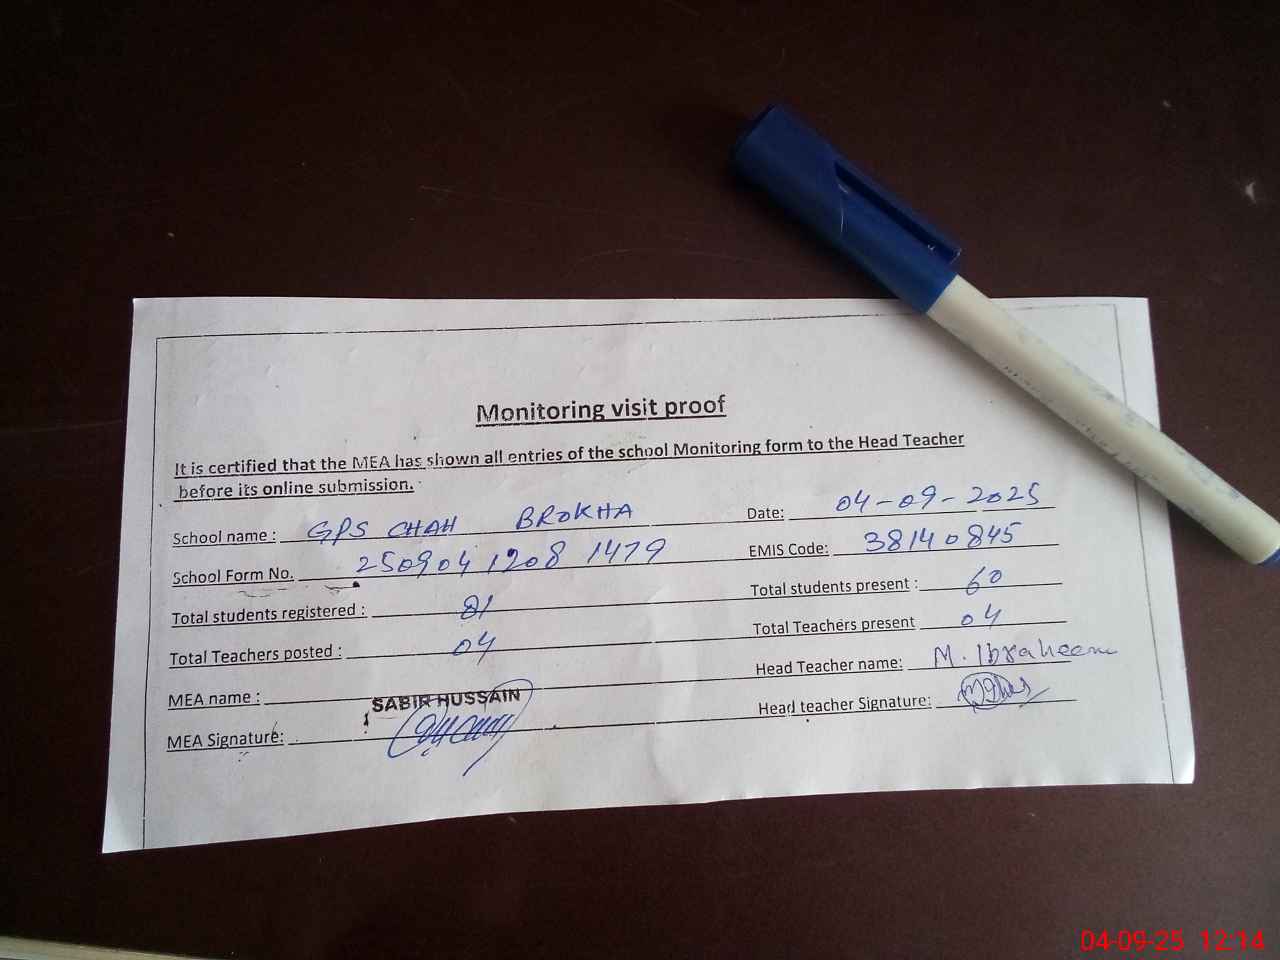 Monitoring visit proof
It is certified that the MEA has shown all entries of the school Monitoring form to the Head Teacher
before its online submission.
School name : GPS CHAH BROKHA Date: 04-09-2025
School Form No. 2509041208 1479 EMIS Code: 38140845
Total students registered : 81 Total students present : 60
Total Teachers posted : 04 Total Teachers present 04
MEA name : SABIR HUSSAIN Head Teacher name: M. Ibraheem
MEA Signature: Head teacher Signature:
04-09-25 12:14